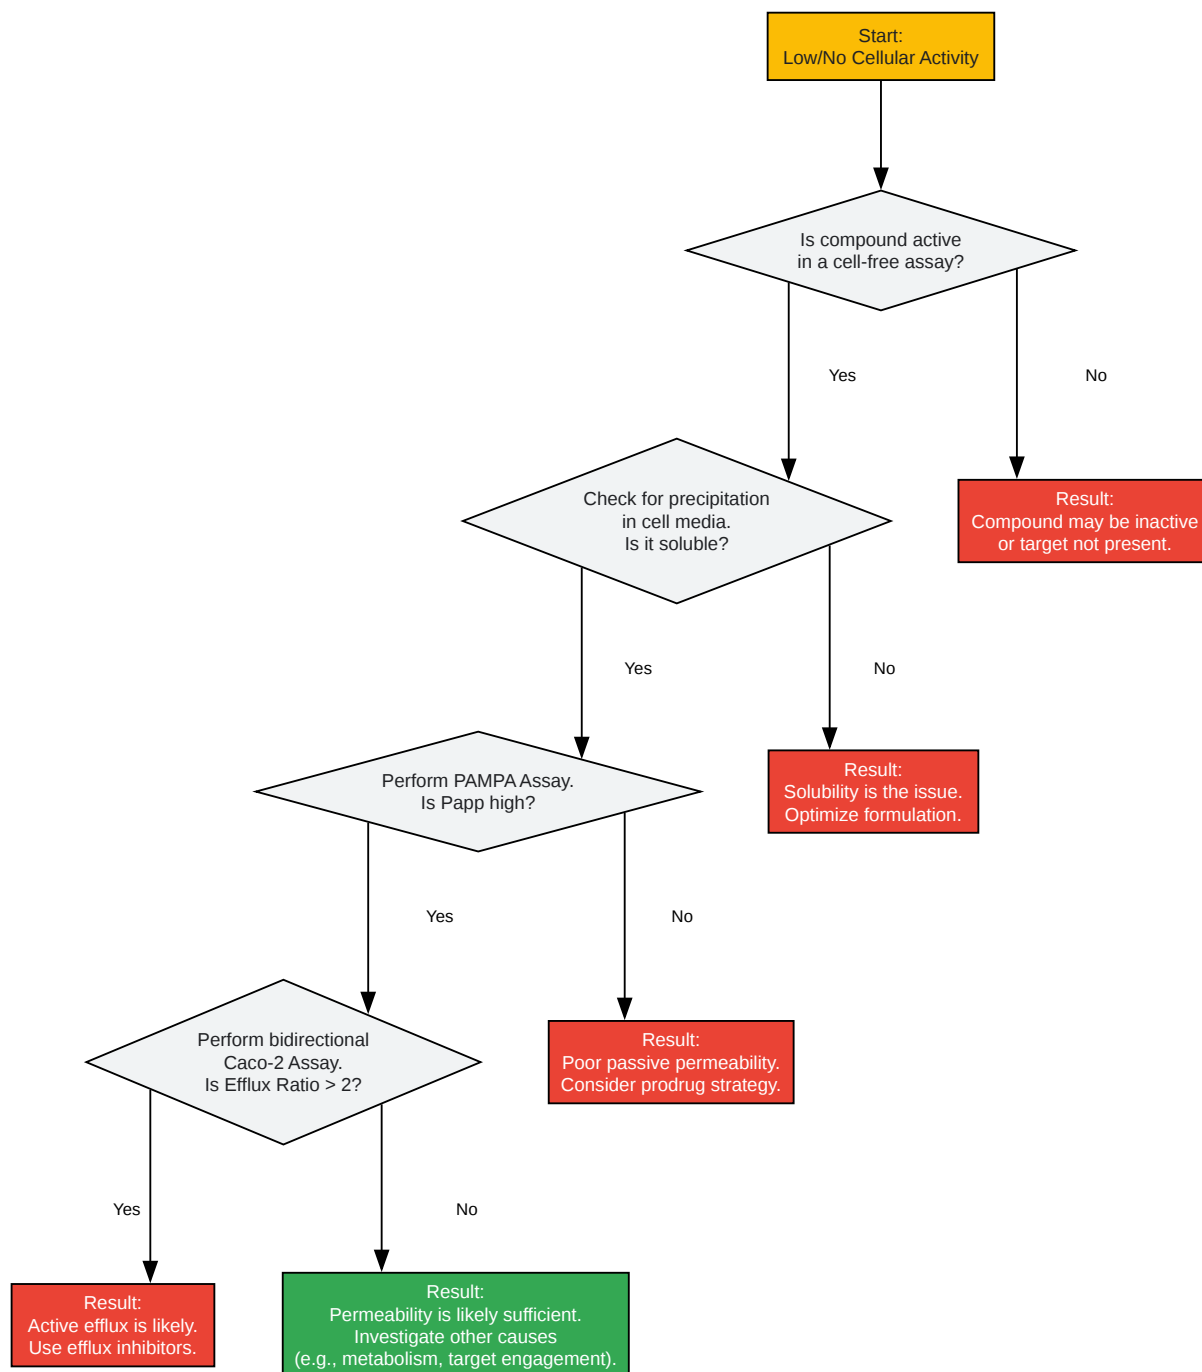 Start:
Low/No Cellular Activity
Is compound active
in a cell-free assay?
Yes
No
Check for precipitation
in cell media.
Is it soluble?
Result:
Compound may be inactive
or target not present.
Yes
No
Perform PAMPA Assay.
Is Papp high?
Result:
Solubility is the issue.
Optimize formulation.
Yes
No
Perform bidirectional
Caco-2 Assay.
Is Efflux Ratio > 2?
Result:
Poor passive permeability.
Consider prodrug strategy.
Yes
No
Result:
Active efflux is likely.
Use efflux inhibitors.
Result:
Permeability is likely sufficient.
Investigate other causes
(e.g., metabolism, target engagement).